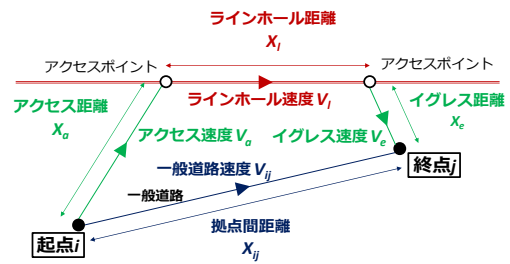 ラインホール距離
Xl
アクセスポイント
アクセスポイント
ラインホール速度 Vl
アクセス距離
Xa
イグレス距離
Xe
アクセス速度 Va
イグレス速度 Ve
一般道路速度 Vij
一般道路
終点j
起点i
拠点間距離
Xij